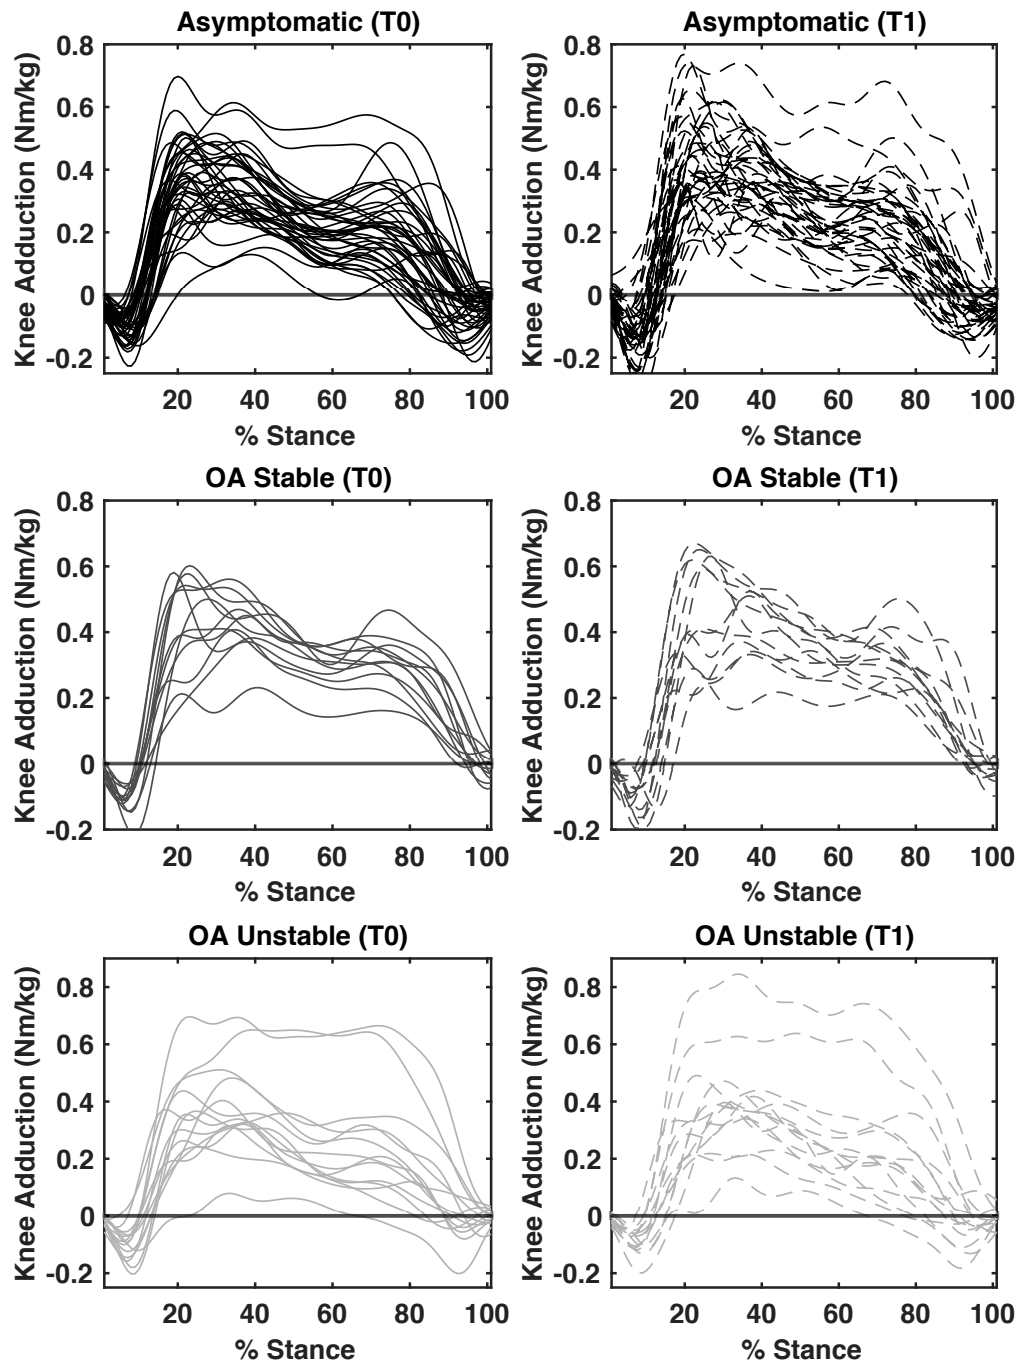 Asymptomatic (T0)
Knee Adduction (Nm/kg)
0.8
0.6
0.4
0.2
0
-0.2
20 40 60 80 100
% Stance
Asymptomatic (T1)
Knee Adduction (Nm/kg)
0.8
0.6
0.4
0.2
0
-0.2
20 40 60 80 100
% Stance
OA Stable (T0)
Knee Adduction (Nm/kg)
0.8
0.6
0.4
0.2
0
-0.2
20 40 60 80 100
% Stance
OA Stable (T1)
Knee Adduction (Nm/kg)
0.8
0.6
0.4
0.2
0
-0.2
20 40 60 80 100
% Stance
OA Unstable (T0)
Knee Adduction (Nm/kg)
0.8
0.6
0.4
0.2
0
-0.2
20 40 60 80 100
% Stance
OA Unstable (T1)
Knee Adduction (Nm/kg)
0.8
0.6
0.4
0.2
0
-0.2
20 40 60 80 100
% Stance